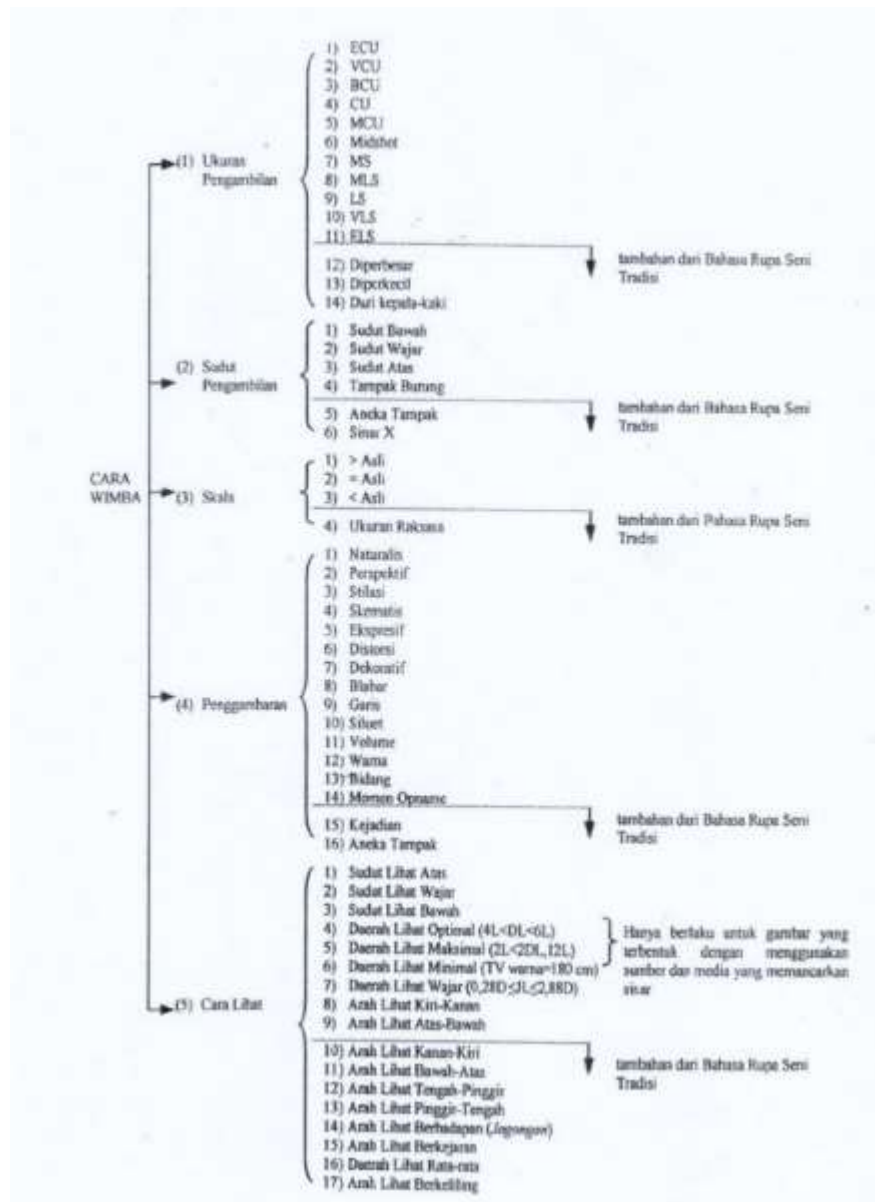 CARA
WIMBA
(1) Ukuran
Pengambilan
1) ECU
2) VCU
3) BCU
4) CU
5) MCU
6) Midshot
7) MS
8) MLS
9) LS
10) VLS
11) ELS
12) Diperbesar
13) Diperkecil
14) Dari kepala-kaki
tambahan dari Bahasa Rupa Seni
Tradisi
(2) Sudut
Pengambilan
1) Sudut Bawah
2) Sudut Wajar
3) Sudut Atas
4) Tampak Burung
5) Aneka Tampak
6) Sinar X
tambahan dari Bahasa Rupa Seni
Tradisi
(3) Skala
1) > Asli
2) = Asli
3) < Asli
4) Ukuran Raksasa
tambahan dari Bahasa Rupa Seni
Tradisi
(4) Penggambaran
1) Naturalis
2) Perspektif
3) Stilasi
4) Skematis
5) Ekspresif
6) Distorsi
7) Dekoratif
8) Blabar
9) Garis
10) Siluet
11) Volume
12) Warna
13) Bidang
14) Momen Opname
15) Kejadian
16) Aneka Tampak
tambahan dari Bahasa Rupa Seni
Tradisi
(5) Cara Lihat
1) Sudut Lihat Atas
2) Sudut Lihat Wajar
3) Sudut Lihat Bawah
4) Daerah Lihat Optimal (4L<DL<6L)
5) Daerah Lihat Maksimal (2L<2DL,12L)
6) Daerah Lihat Minimal (TV warna=180 cm)
7) Daerah Lihat Wajar (0,28D≤JL≤2,88D)
8) Arah Lihat Kiri-Kanan
9) Arah Lihat Atas-Bawah
10) Arah Lihat Kanan-Kiri
11) Arah Lihat Bawah-Atas
12) Arah Lihat Tengah-Pinggir
13) Arah Lihat Pinggir-Tengah
14) Arah Lihat Berhadapan (Jagongan)
15) Arah Lihat Berkejaran
16) Daerah Lihat Rata-rata
17) Arah Lihat Berkeliling
Hanya berlaku untuk gambar yang
terbentuk dengan menggunakan
sumber dan media yang memancarkan
sinar
tambahan dari Bahasa Rupa Seni
Tradisi